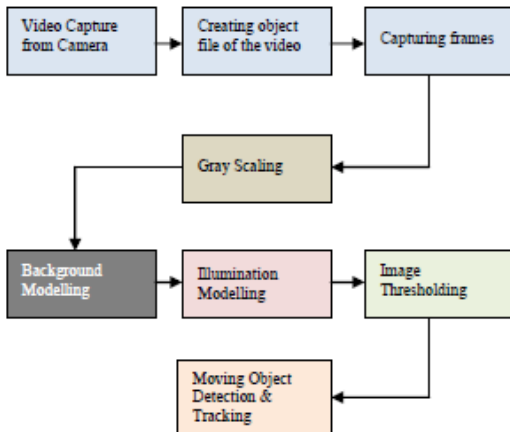 Video Capture
from Camera
Creating object
file of the video
Capturing frames
Gray Scaling
Background
Modelling
Illumination
Modelling
Image
Thresholding
Moving Object
Detection &
Tracking